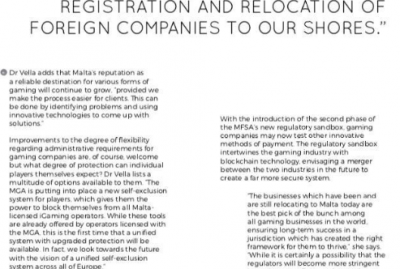 REGISTRATION AND RELOCATION OF
FOREIGN COMPANIES TO OUR SHORES.”
Dr Vella adds that Malta's reputation as
a reliable destination for various forms of
gaming will continue to grow, “provided we
make the process easier for clients. This can
be done by identifying problems and using
innovative technologies to come up with
solutions.”
Improvements to the degree of flexibility
regarding administrative requirements for
gaming companies are, of course, welcome
but what degree of protection can individual
players themselves expect? Dr Vella lists a
multitude of options available to them. “The
MGA is putting into place a new self-exclusion
system for players, which gives them the
power to block themselves from all Malta-
licensed iGaming operators. While these tools
are already offered by operators licensed with
the MGA, this is the first time that a unified
system with upgraded protection will be
available. In fact, we look towards the future
with the vision of a unified self-exclusion
system across all of Europe.”
With the introduction of the second phase of
the MFSA's new regulatory sandbox, gaming
companies may now test other innovative
methods of payment. The regulatory sandbox
intertwines the gaming industry with
blockchain technology, envisaging a merger
between the two industries in the future to
create a far more secure system.
“The businesses which have been and
are still relocating to Malta today are
the best pick of the bunch among
all gaming businesses in the world,
ensuring long-term success in a
jurisdiction which has created the right
framework for them to thrive,” she says.
“While it is certainly a possibility that the
regulators will become more stringent